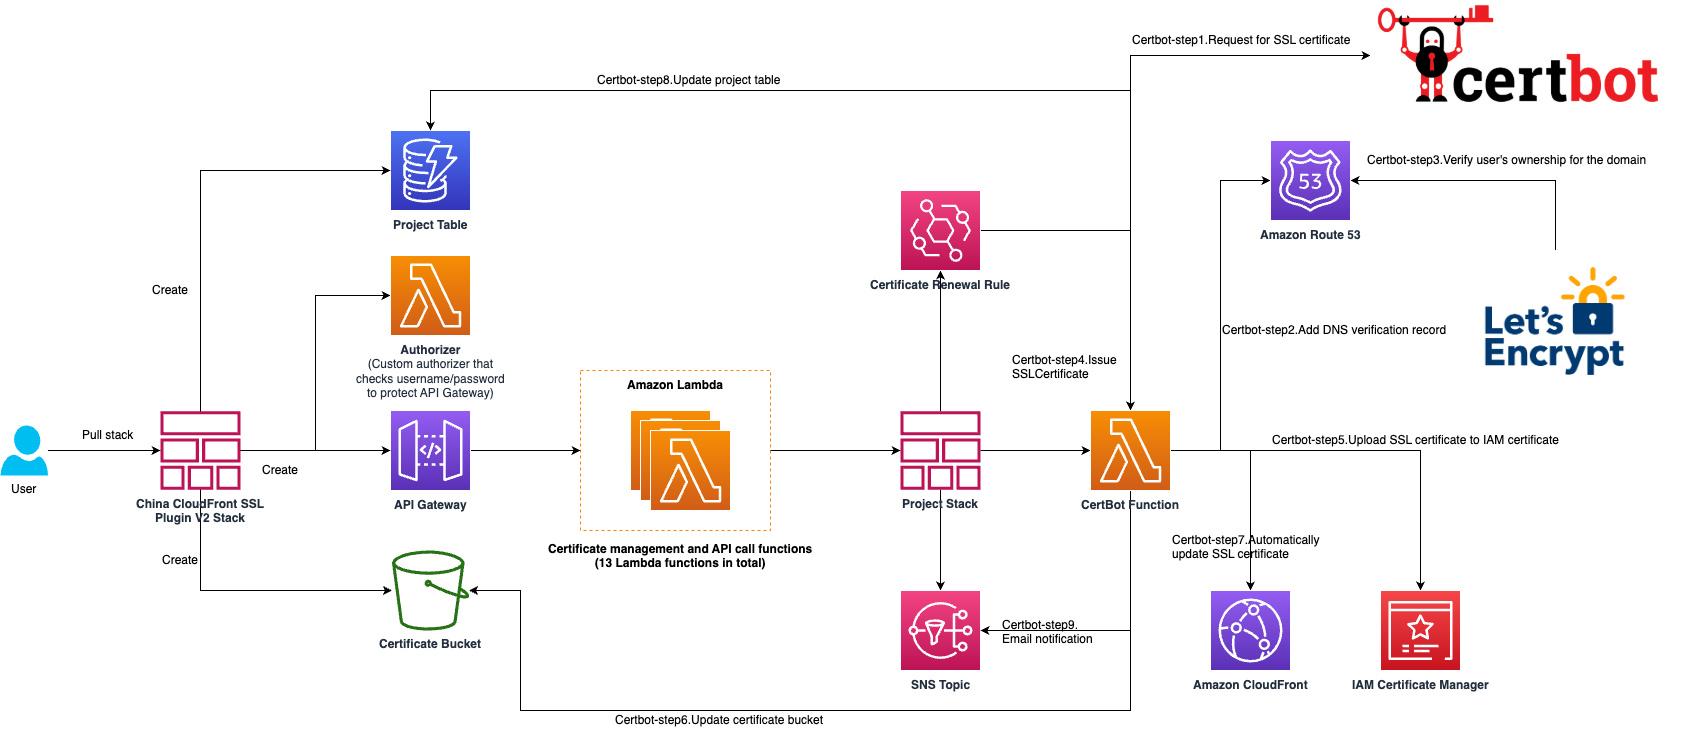 Certbot-step1.Request for SSL certificate
certbot
Certbot-step8.Update project table
Certbot-step3.Verify user's ownership for the domain
53
Project Table
Amazon Route 53
Create
Certificate Renewal Rule
Authorizer
(Custom authorizer that
checks username/password
to protect API Gateway)
Certbot-step2.Add DNS verification record
Let's
Encrypt
Certbot-step4.Issue
SSLCertificate
Amazon Lambda
Pull stack
User
Create
</>
China CloudFront SSL
Plugin V2 Stack
API Gateway
Certificate management and API call functions
(13 Lambda functions in total)
Project Stack
CertBot Function
Certbot-step5.Upload SSL certificate to IAM certificate
Create
Certificate Bucket
Certbot-step7.Automatically
update SSL certificate
Certbot-step9.
Email notification
SNS Topic
Amazon CloudFront
IAM Certificate Manager
Certbot-step6.Update certificate bucket